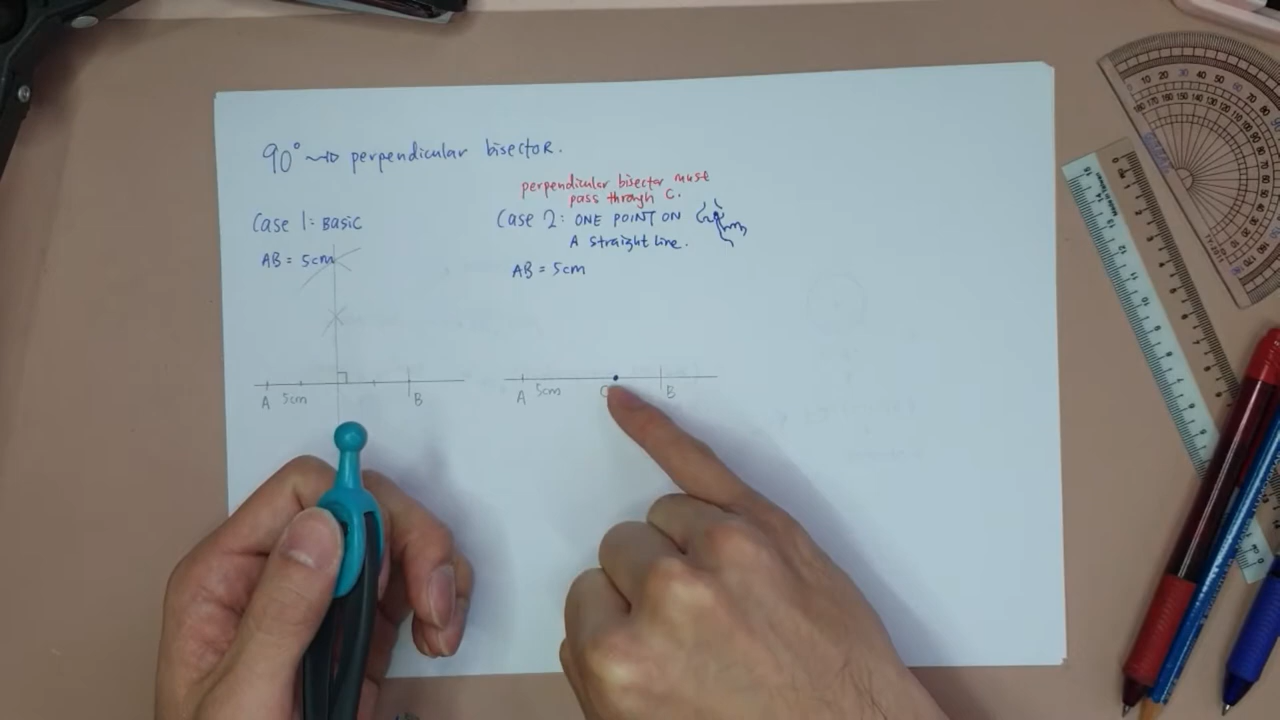 90° ⇝ perpendicular bisector.
perpendicular bisector must
pass through C.
Case 1: BASIC
Case 2: ONE POINT ON
A straight line.
AB = 5cm
AB = 5cm
A 5cm B
A 5cm C B